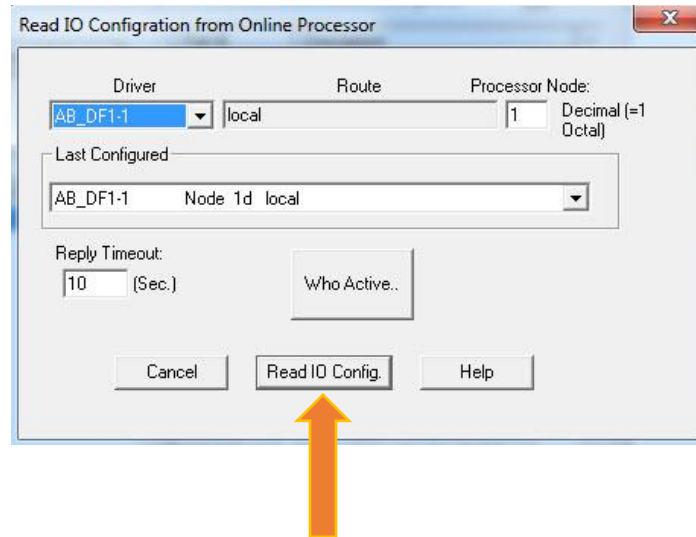 Read IO Configration from Online Processor
Driver Route Processor Node:
AB_DF1-1 local 1 Decimal (=1
Octal)
Last Configured
AB_DF1-1 Node 1d local
Reply Timeout:
10 (Sec.) Who Active..
Cancel Read IO Config. Help